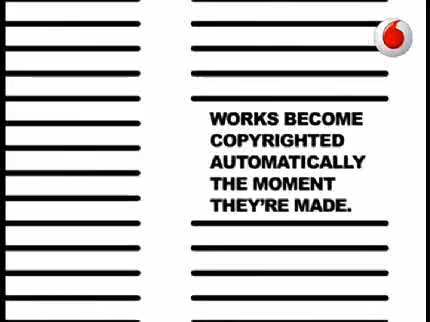 WORKS BECOME
COPYRIGHTED
AUTOMATICALLY
THE MOMENT
THEY'RE MADE.